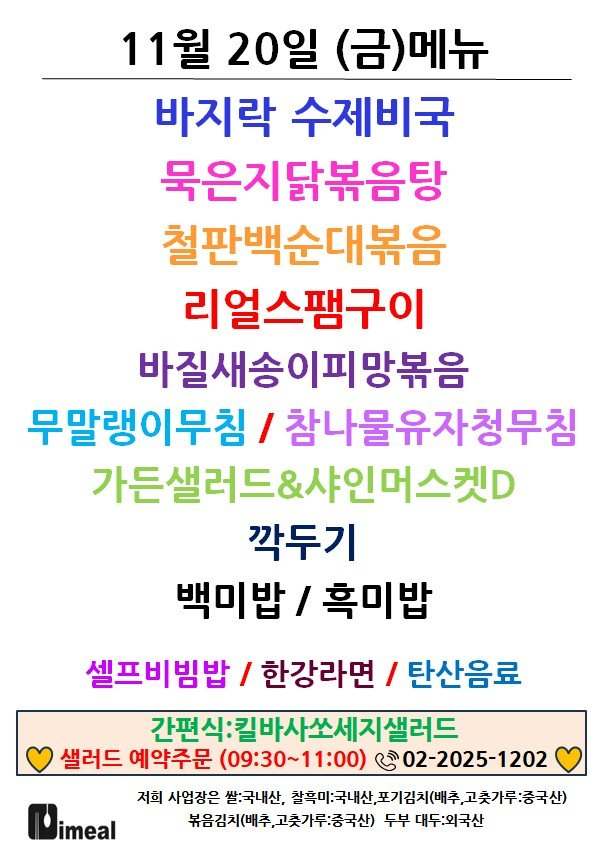 11월 20일 (금)메뉴
바지락 수제비국
묵은지닭볶음탕
철판백순대볶음
리얼스팸구이
바질새송이피망볶음
무말랭이무침 / 참나물유자청무침
가든샐러드&샤인머스켓D
깍두기
백미밥 / 흑미밥
셀프비빔밥 / 한강라면 / 탄산음료
간편식:킬바사쏘세지샐러드
샐러드 예약주문 (09:30~11:00) 02-2025-1202
저희 사업장은 쌀:국내산, 찰흑미:국내산,포기김치(배추,고춧가루:중국산)
볶음김치(배추,고춧가루:중국산) 두부 대두:외국산
Dimeal